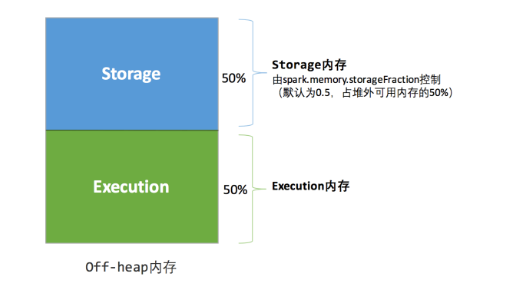 Storage
50%
Storage内存
由spark.memory.storageFraction控制
（默认为0.5，占堆外可用内存的50%）
Execution
50%
Execution内存
Off-heap内存